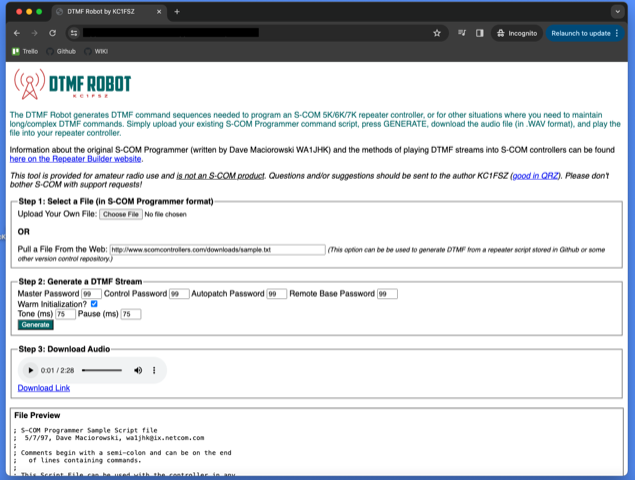 DTMF Robot by KC1FSZ
Incognito
Relaunch to update
Trello
Github
WIKI
DTMF ROBOT
KC1FSZ
The DTMF Robot generates DTMF command sequences needed to program an S-COM 5K/6K/7K repeater controller, or for other situations where you need to maintain
long/complex DTMF commands. Simply upload your existing S-COM Programmer command script, press GENERATE, download the audio file (in .WAV format), and play the
file into your repeater controller.
Information about the original S-COM Programmer (written by Dave Maciorowski WA1JHK) and the methods of playing DTMF streams into S-COM controllers can be found
here on the Repeater Builder website.
This tool is provided for amateur radio use and is not an S-COM product. Questions and/or suggestions should be sent to the author KC1FSZ (good in QRZ). Please don't
bother S-COM with support requests!
Step 1: Select a File (in S-COM Programmer format)
Upload Your Own File: Choose File No file chosen
OR
Pull a File From the Web: http://www.scomcontrollers.com/downloads/sample.txt (This option can be be used to generate DTMF from a repeater script stored in Github or some
other version control repository.)
Step 2: Generate a DTMF Stream
Master Password 99 Control Password 99 Autopatch Password 99 Remote Base Password 99
Warm Initialization?
Tone (ms) 75 Pause (ms) 75
Generate
Step 3: Download Audio
0:01 / 2:28
Download Link
File Preview
; S-COM Programmer Sample Script file
; 5/7/97, Dave Maciorowski, wa1jhk@ix.netcom.com
;
; Comments begin with a semi-colon and can be on the end
; of lines containing commands.
;
; This Script File can be used with the controller in any